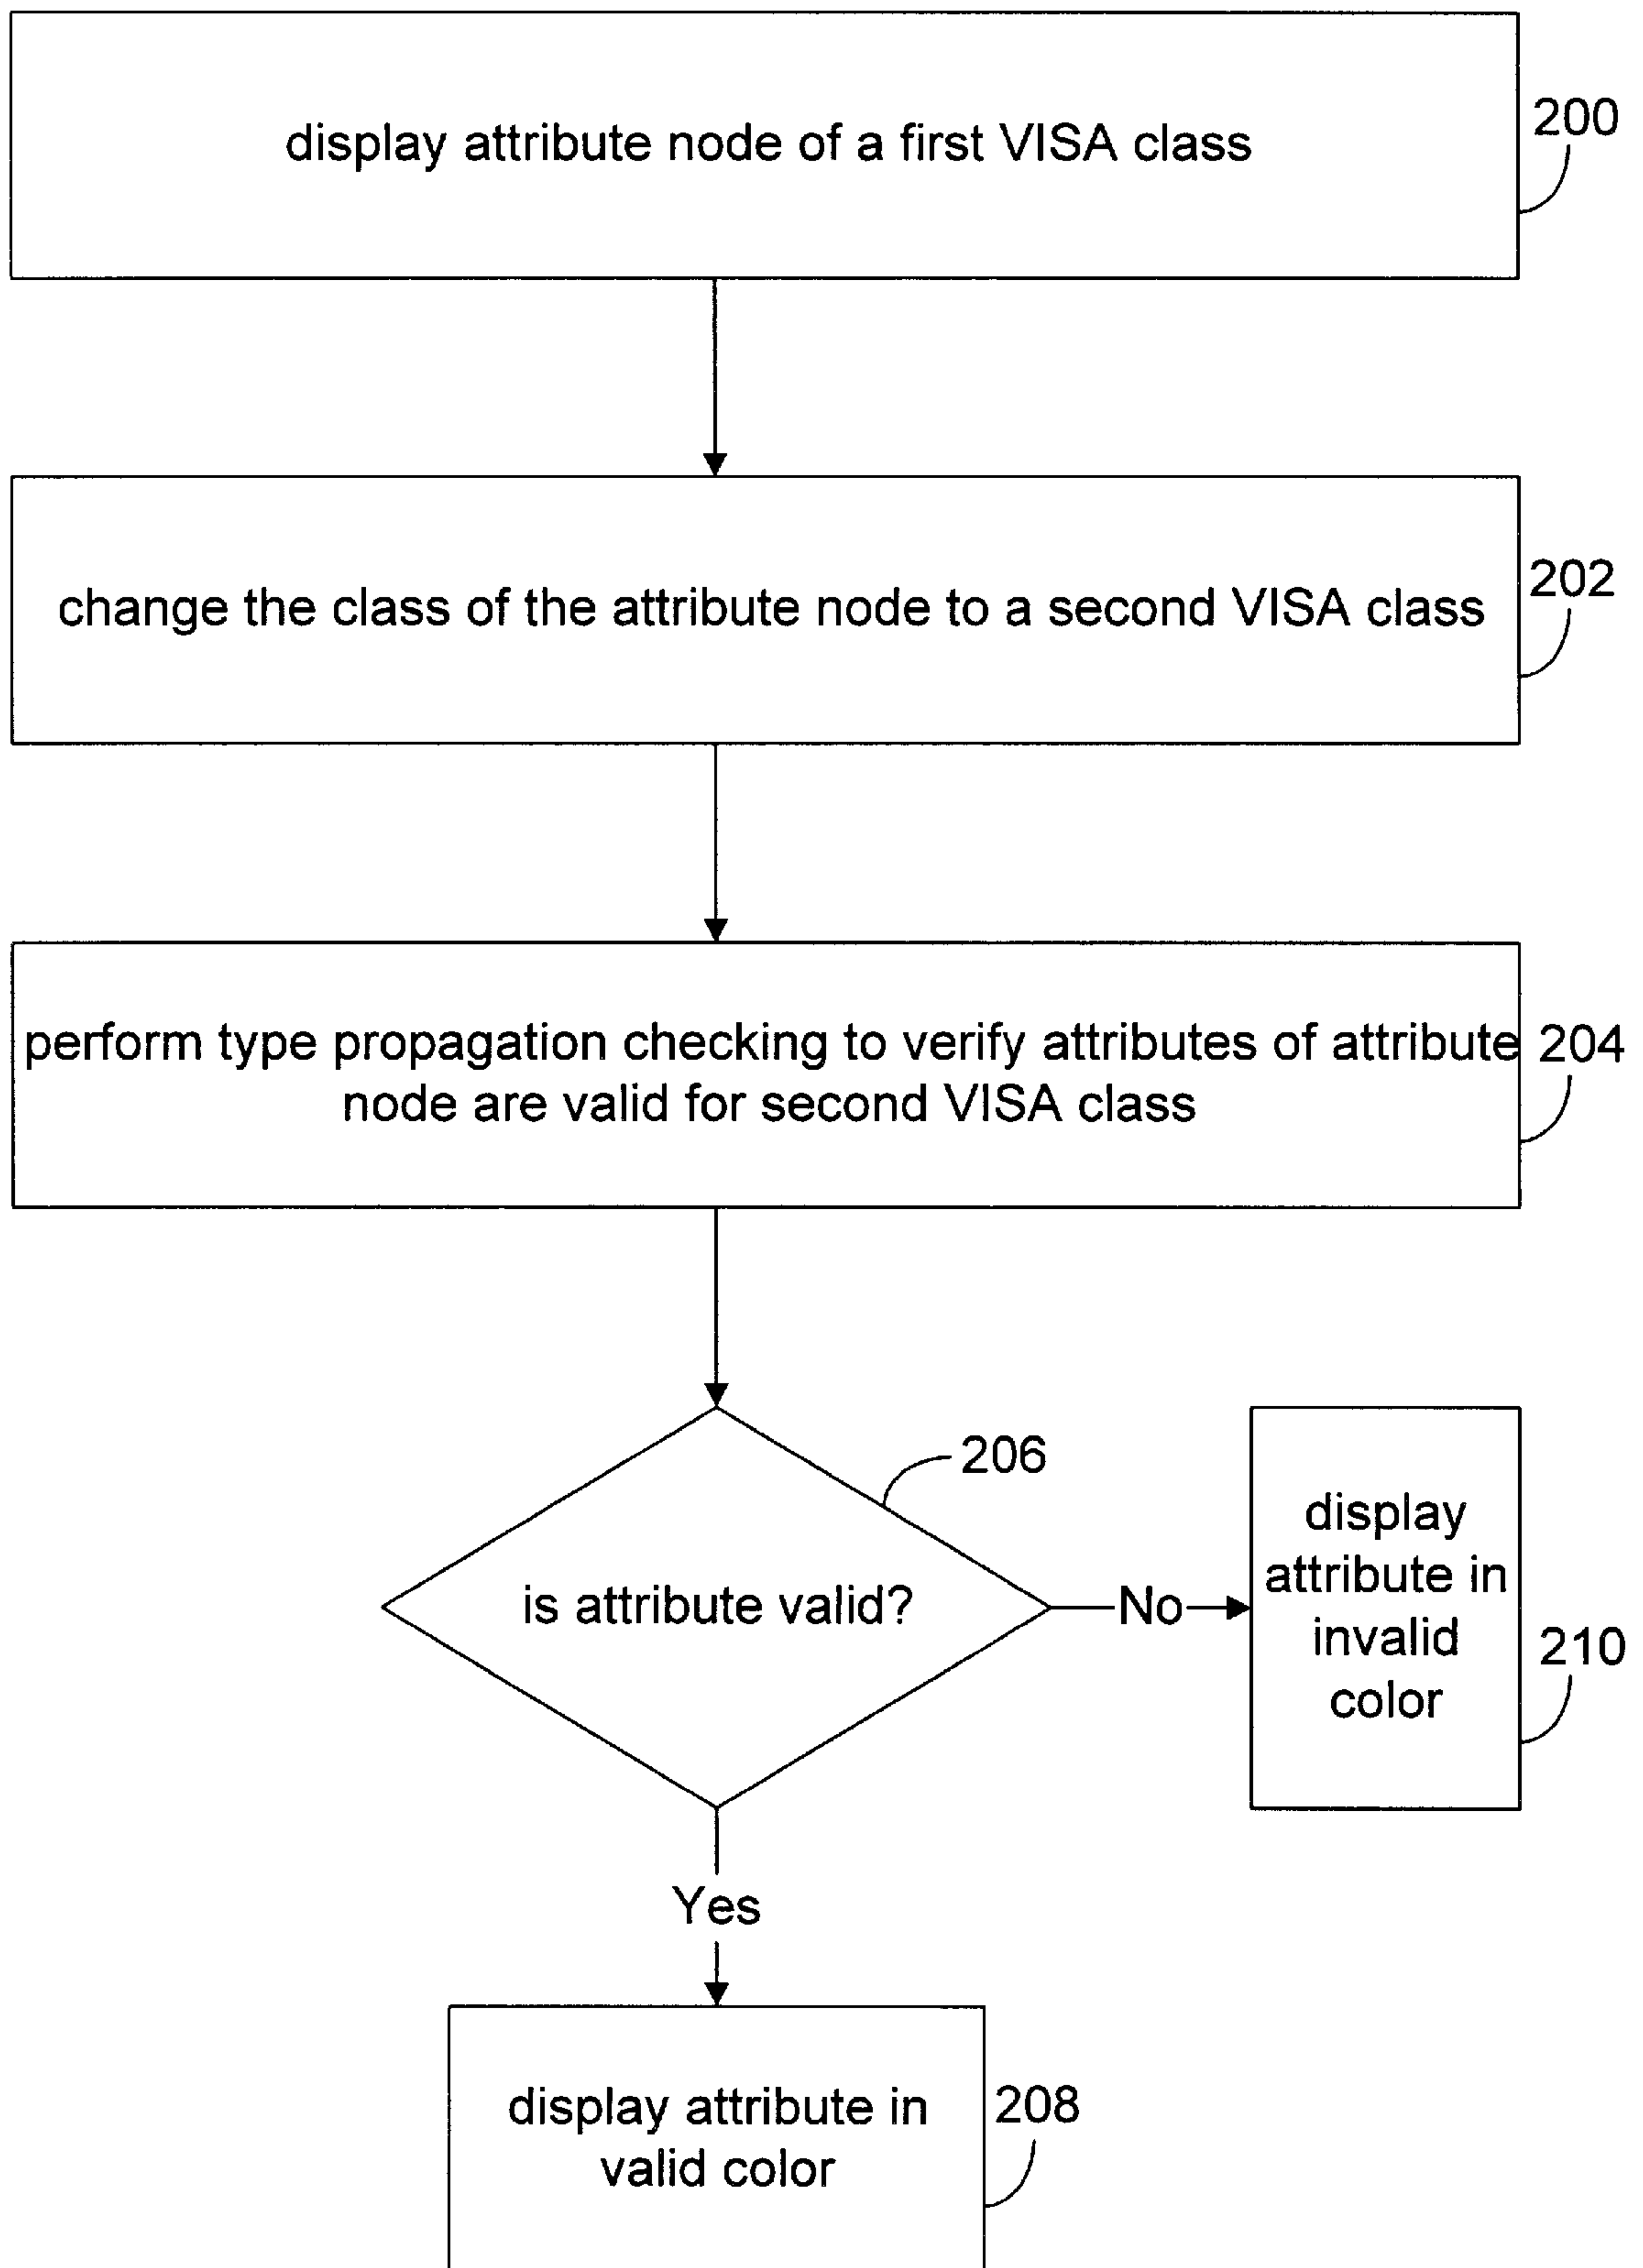 display attribute node of a first VISA class
200
change the class of the attribute node to a second VISA class
202
perform type propagation checking to verify attributes of attribute
node are valid for second VISA class
204
206
is attribute valid?
No
display
attribute in
invalid
color
210
Yes
display attribute in
valid color
208